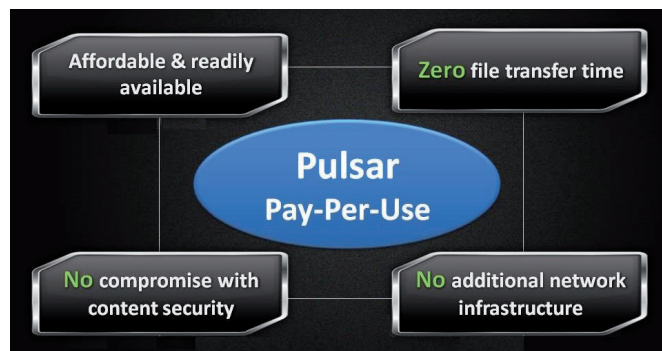 Affordable & readily
available
Zero file transfer time
Pulsar
Pay-Per-Use
No compromise with
content security
No additional network
infrastructure